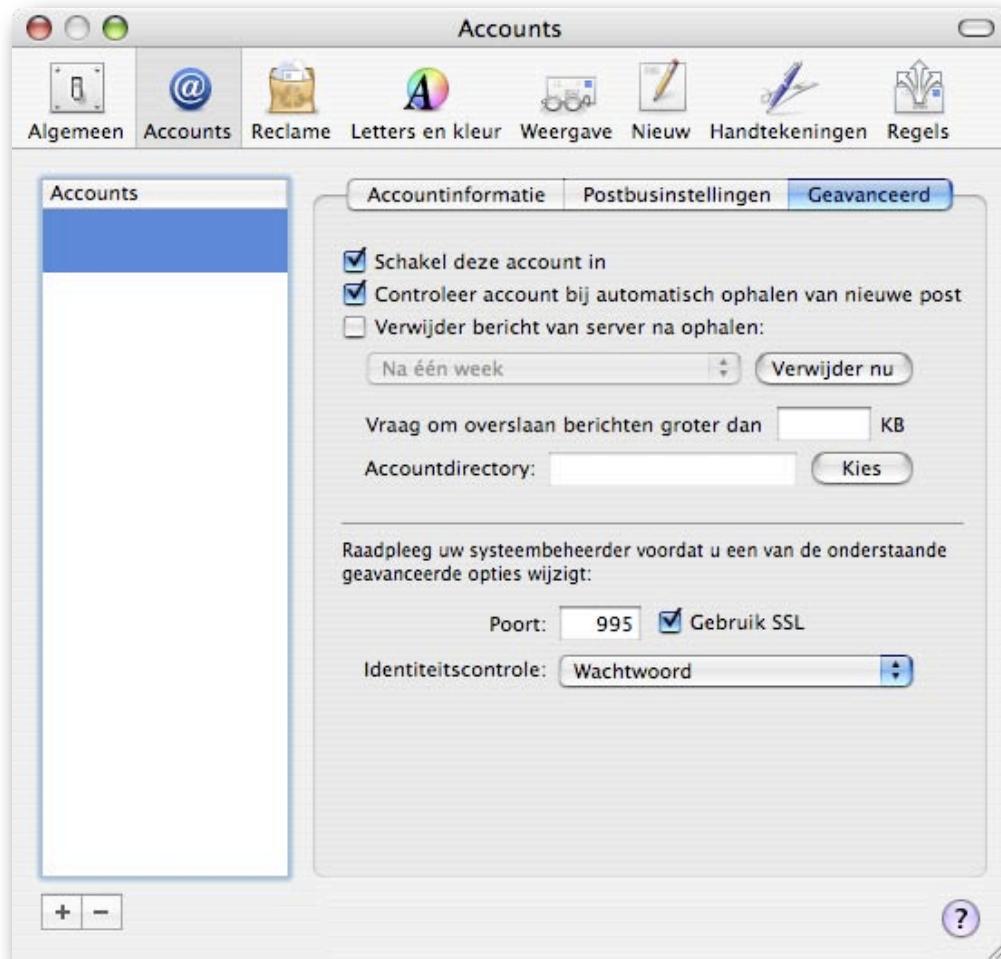 Accounts
Algemeen Accounts Reclame Letters en kleur Weergave Nieuw Handtekeningen Regels
Accounts
Accountinformatie Postbusinstellingen Geavanceerd
Schakel deze account in
Controleer account bij automatisch ophalen van nieuwe post
Verwijder bericht van server na ophalen:
Na één week Verwijder nu
Vraag om overslaan berichten groter dan KB
Accountdirectory: Kies
Raadpleeg uw systeembeheerder voordat u een van de onderstaande
geavanceerde opties wijzigt:
Poort: 995 Gebruik SSL
Identiteitscontrole: Wachtwoord
+ − ?